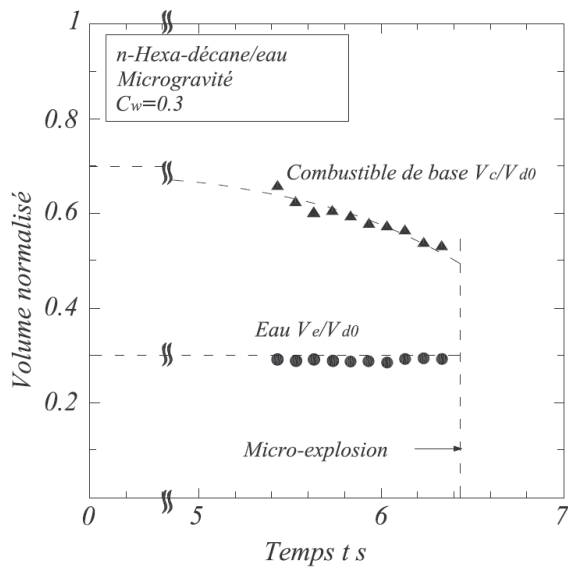 1
n-Hexa-décane/eau
Microgravité
Cw=0.3
0.8
Combustible de base Vc/Vd0
0.6
Volume normalisé
0.4
Eau Ve/Vd0
0.2
Micro-explosion
0 5 6 7
Temps t s